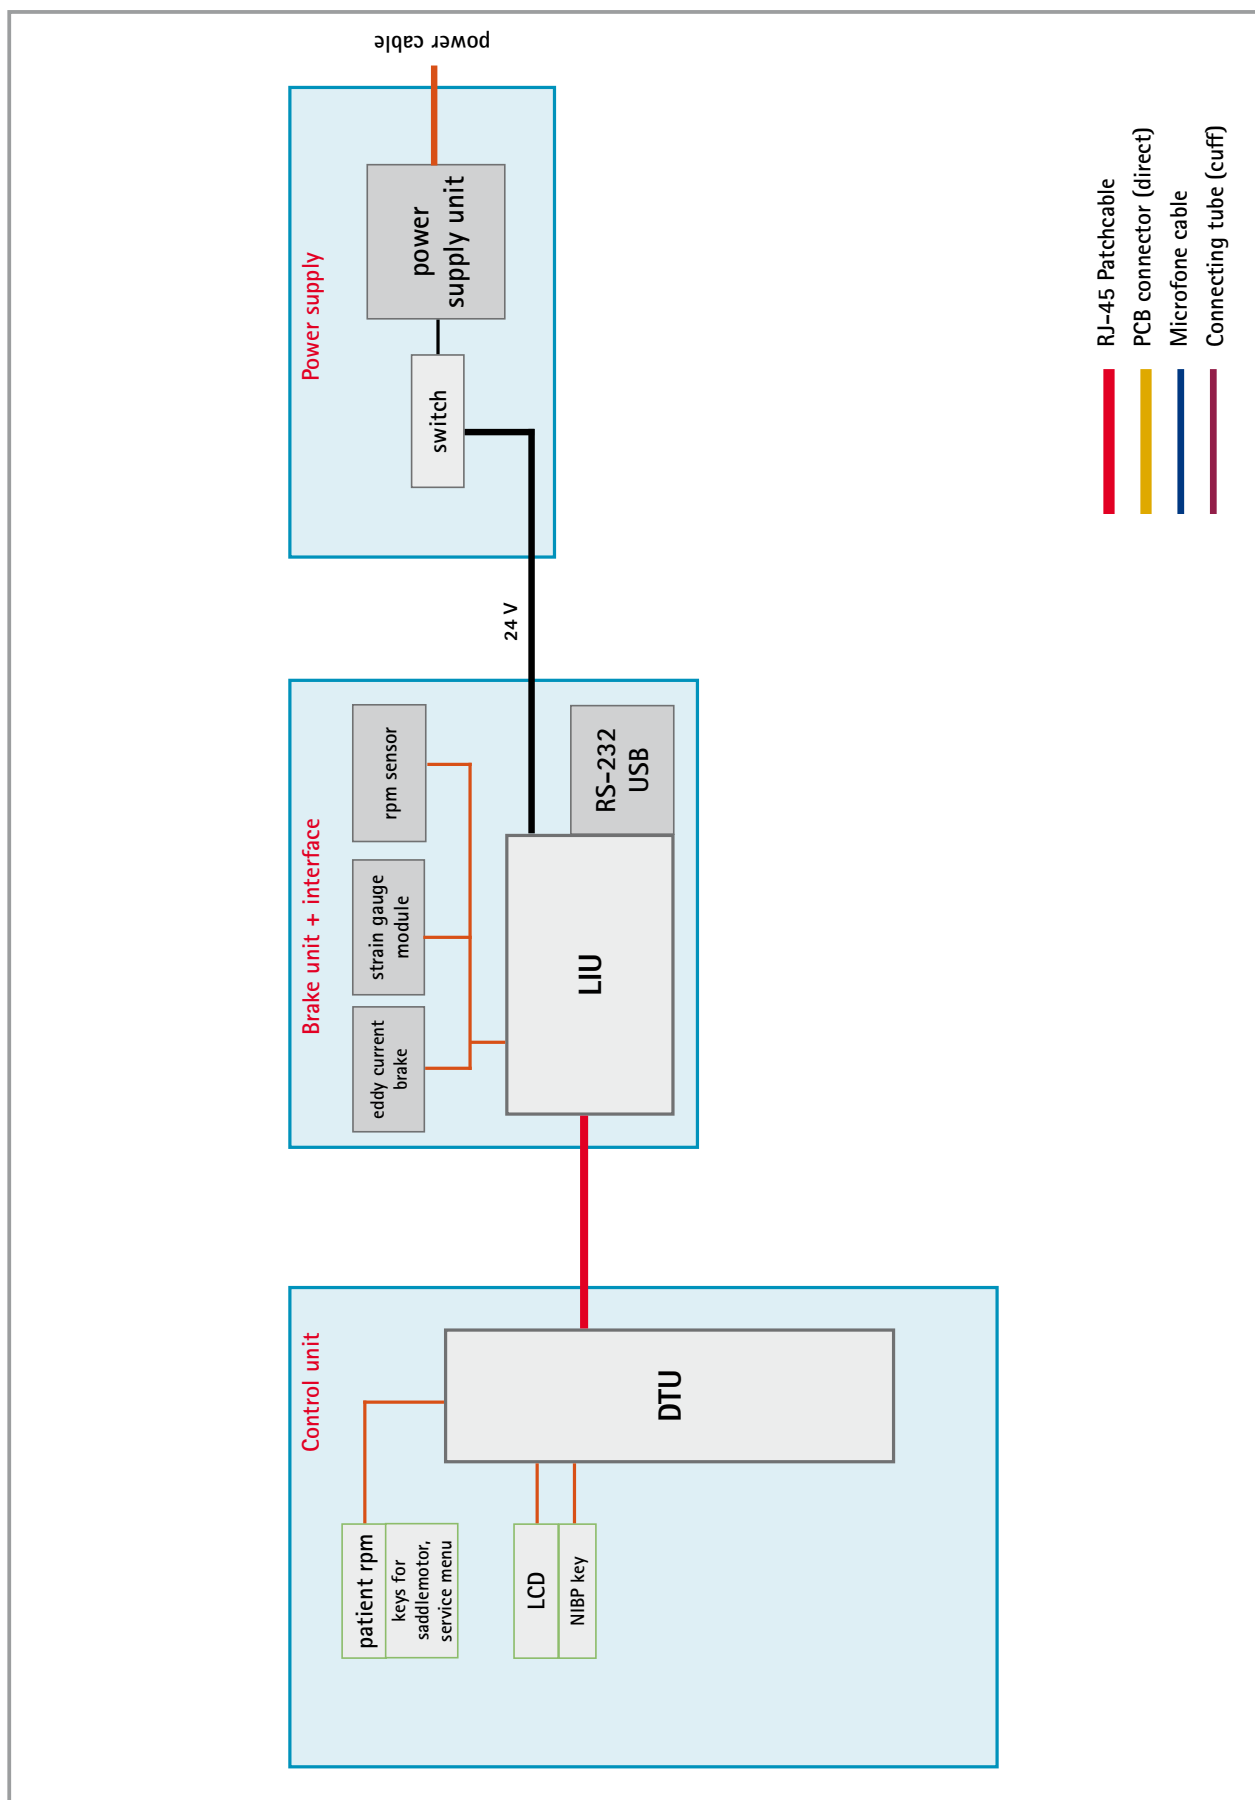 Control unit
patient rpm
keys for
saddlemotor,
service menu
LCD
NIBP key
DTU
Brake unit + interface
eddy current
brake
strain gauge
module
rpm sensor
LIU
RS-232
USB
24 V
Power supply
switch
power
supply unit
power cable
RJ-45 Patchcable
PCB connector (direct)
Microfone cable
Connecting tube (cuff)